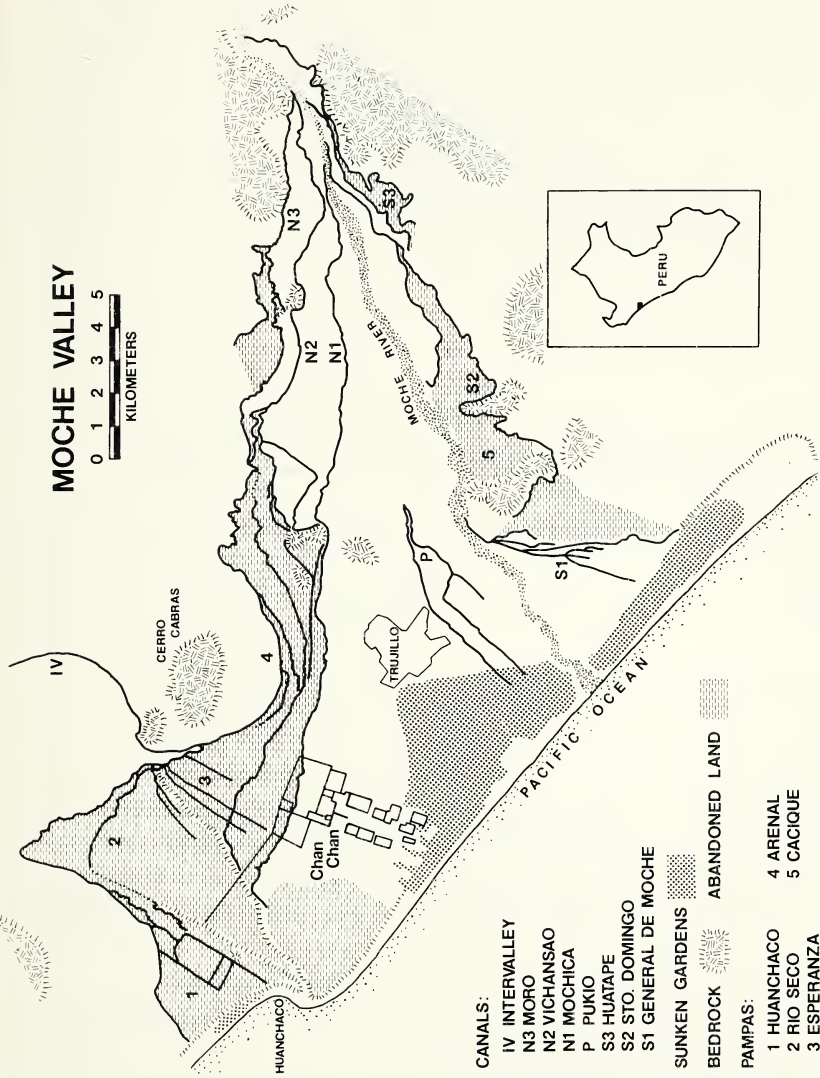 MOCHE VALLEY
0 1 2 3 4 5
KILOMETERS
IV
CERRO
CABRAS
N3
N2
N1
MOCHE RIVER
S3
S2
5
4
P
TRUJILLO
S1
3
2
1
Chan
Chan
HUANCHACO
PACIFIC OCEAN
PERU
CANALS:
IV INTERVALLEY
N3 MORO
N2 VICHANSAO
N1 MOCHICA
P PUKIO
S3 HUATAPE
S2 STO. DOMINGO
S1 GENERAL DE MOCHE
SUNKEN GARDENS
BEDROCK ABANDONED LAND
PAMPAS:
1 HUANCHACO 4 ARENAL
2 RIO SECO 5 CACIQUE
3 ESPERANZA